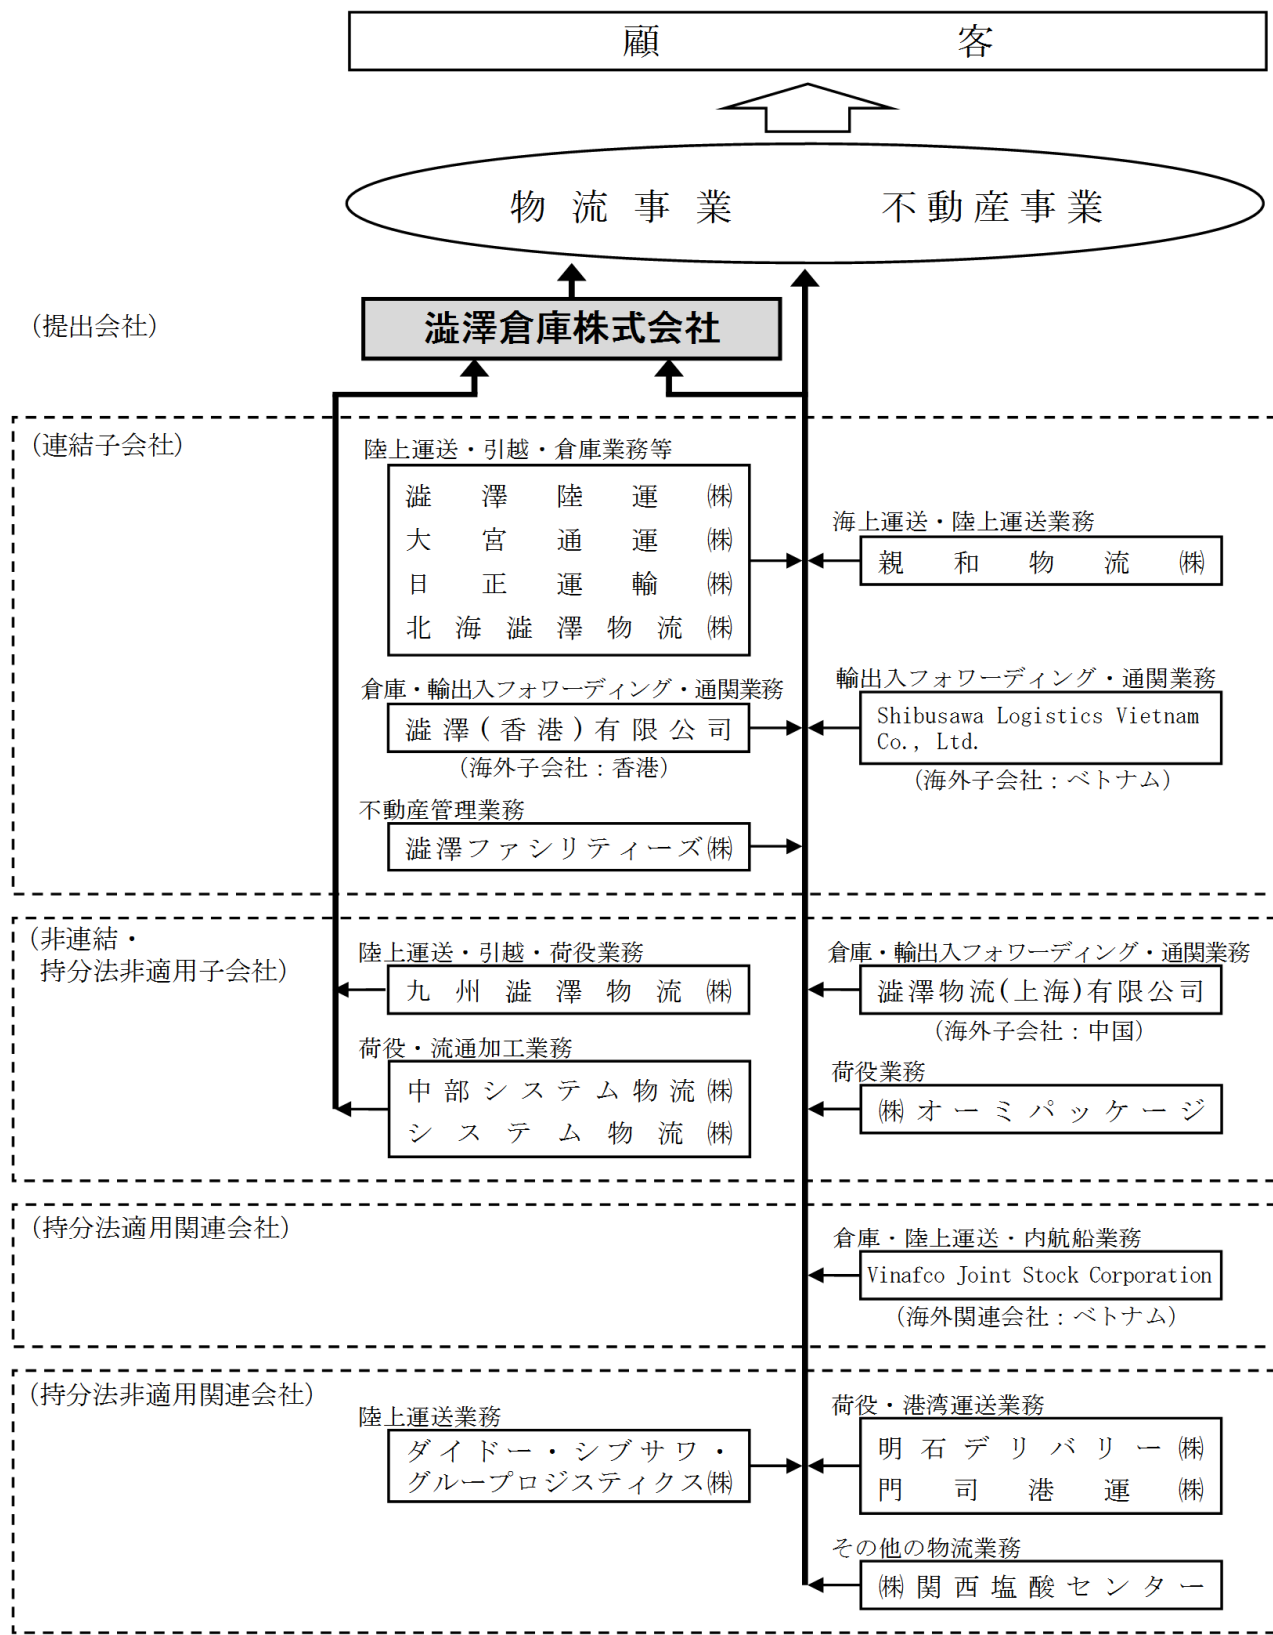 顧客
物流事業 不動産事業
(提出会社)
澁澤倉庫株式会社
(連結子会社)
陸上運送・引越・倉庫業務等
澁澤陸運㈱
大宮通運㈱
日正運輸㈱
北海澁澤物流㈱
海上運送・陸上運送業務
親和物流㈱
倉庫・輸出入フォワーディング・通関業務
澁澤(香港)有限公司
(海外子会社：香港)
輸出入フォワーディング・通関業務
Shibusawa Logistics Vietnam
Co., Ltd.
(海外子会社：ベトナム)
不動産管理業務
澁澤ファシリティーズ㈱
(非連結・
持分法非適用子会社)
陸上運送・引越・荷役業務
九州澁澤物流㈱
倉庫・輸出入フォワーディング・通関業務
澁澤物流(上海)有限公司
(海外子会社：中国)
荷役・流通加工業務
中部システム物流㈱
システム物流㈱
荷役業務
㈱オーミパッケージ
(持分法適用関連会社)
倉庫・陸上運送・内航船業務
Vinafco Joint Stock Corporation
(海外関連会社：ベトナム)
(持分法非適用関連会社)
陸上運送業務
ダイドー・シブサワ・
グループロジスティクス㈱
荷役・港湾運送業務
明石デリバリー㈱
門司港運㈱
その他の物流業務
㈱関西塩酸センター